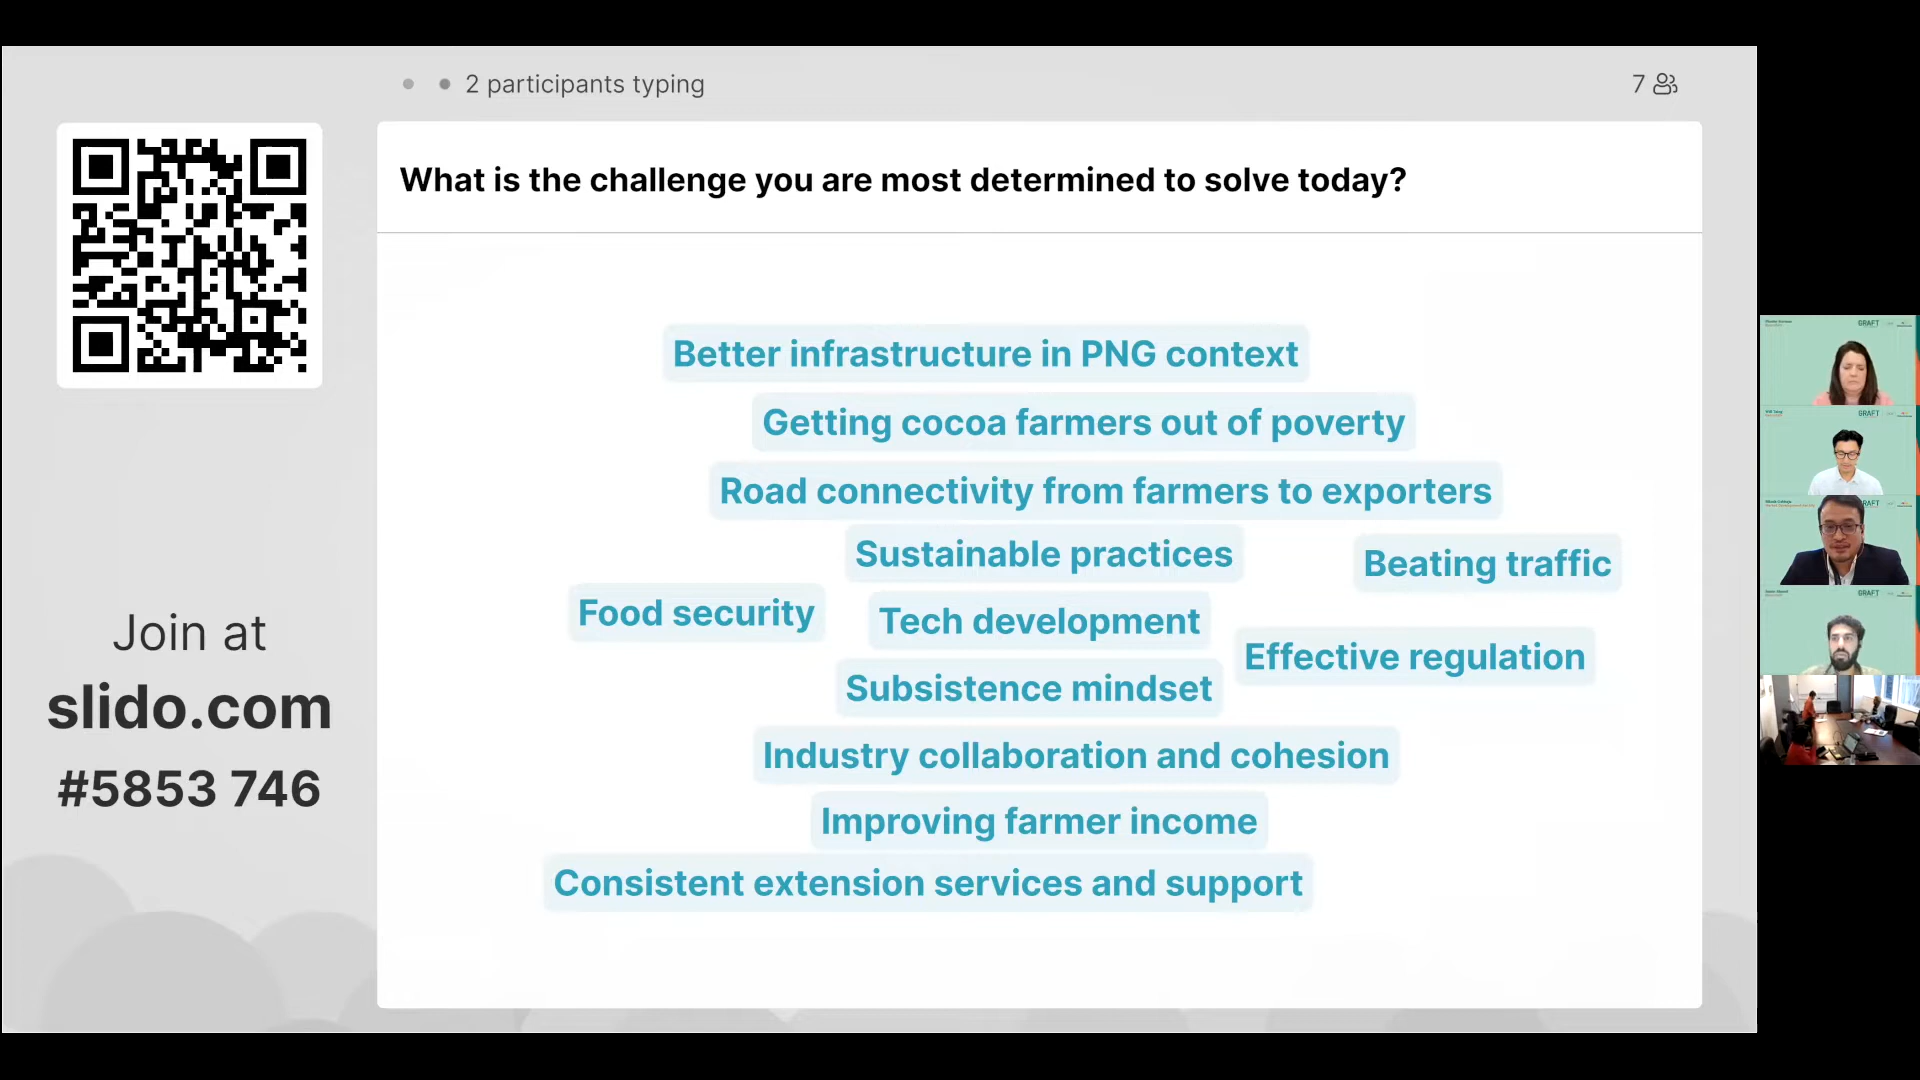 2 participants typing
7
What is the challenge you are most determined to solve today?
Better infrastructure in PNG context
Getting cocoa farmers out of poverty
Road connectivity from farmers to exporters
Sustainable practices
Beating traffic
Food security
Tech development
Effective regulation
Subsistence mindset
Industry collaboration and cohesion
Improving farmer income
Consistent extension services and support
Join at
slido.com
#5853 746
GRAFT
GRAFT
GRAFT